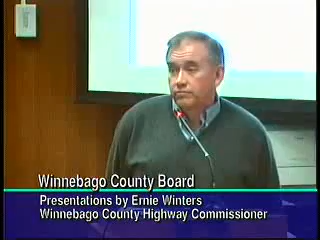 Winnebago County Board
Presentations by Ernie Winters
Winnebago County Highway Commissioner